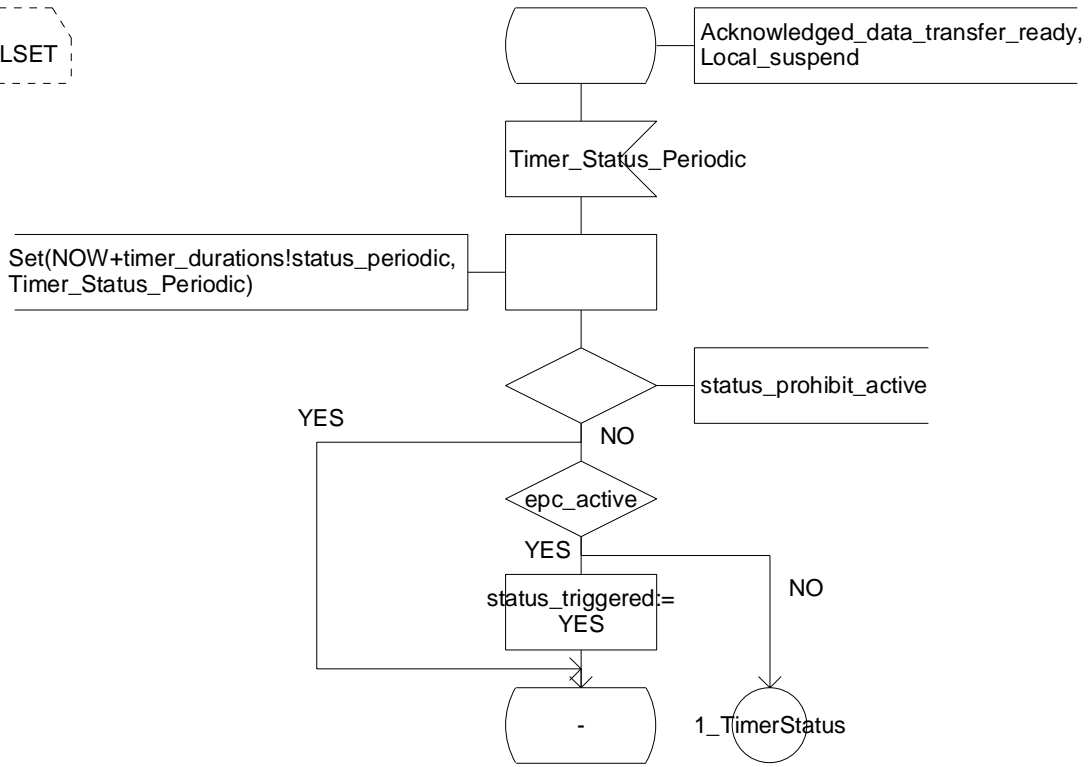 LSET
Acknowledged_data_transfer_ready,
Local_suspend
Timer_Status_Periodic
Set(NOW+timer_durations!status_periodic,
Timer_Status_Periodic)
status_prohibit_active
YES
NO
epc_active
YES
NO
status_triggered:=
YES
-
1_TimerStatus